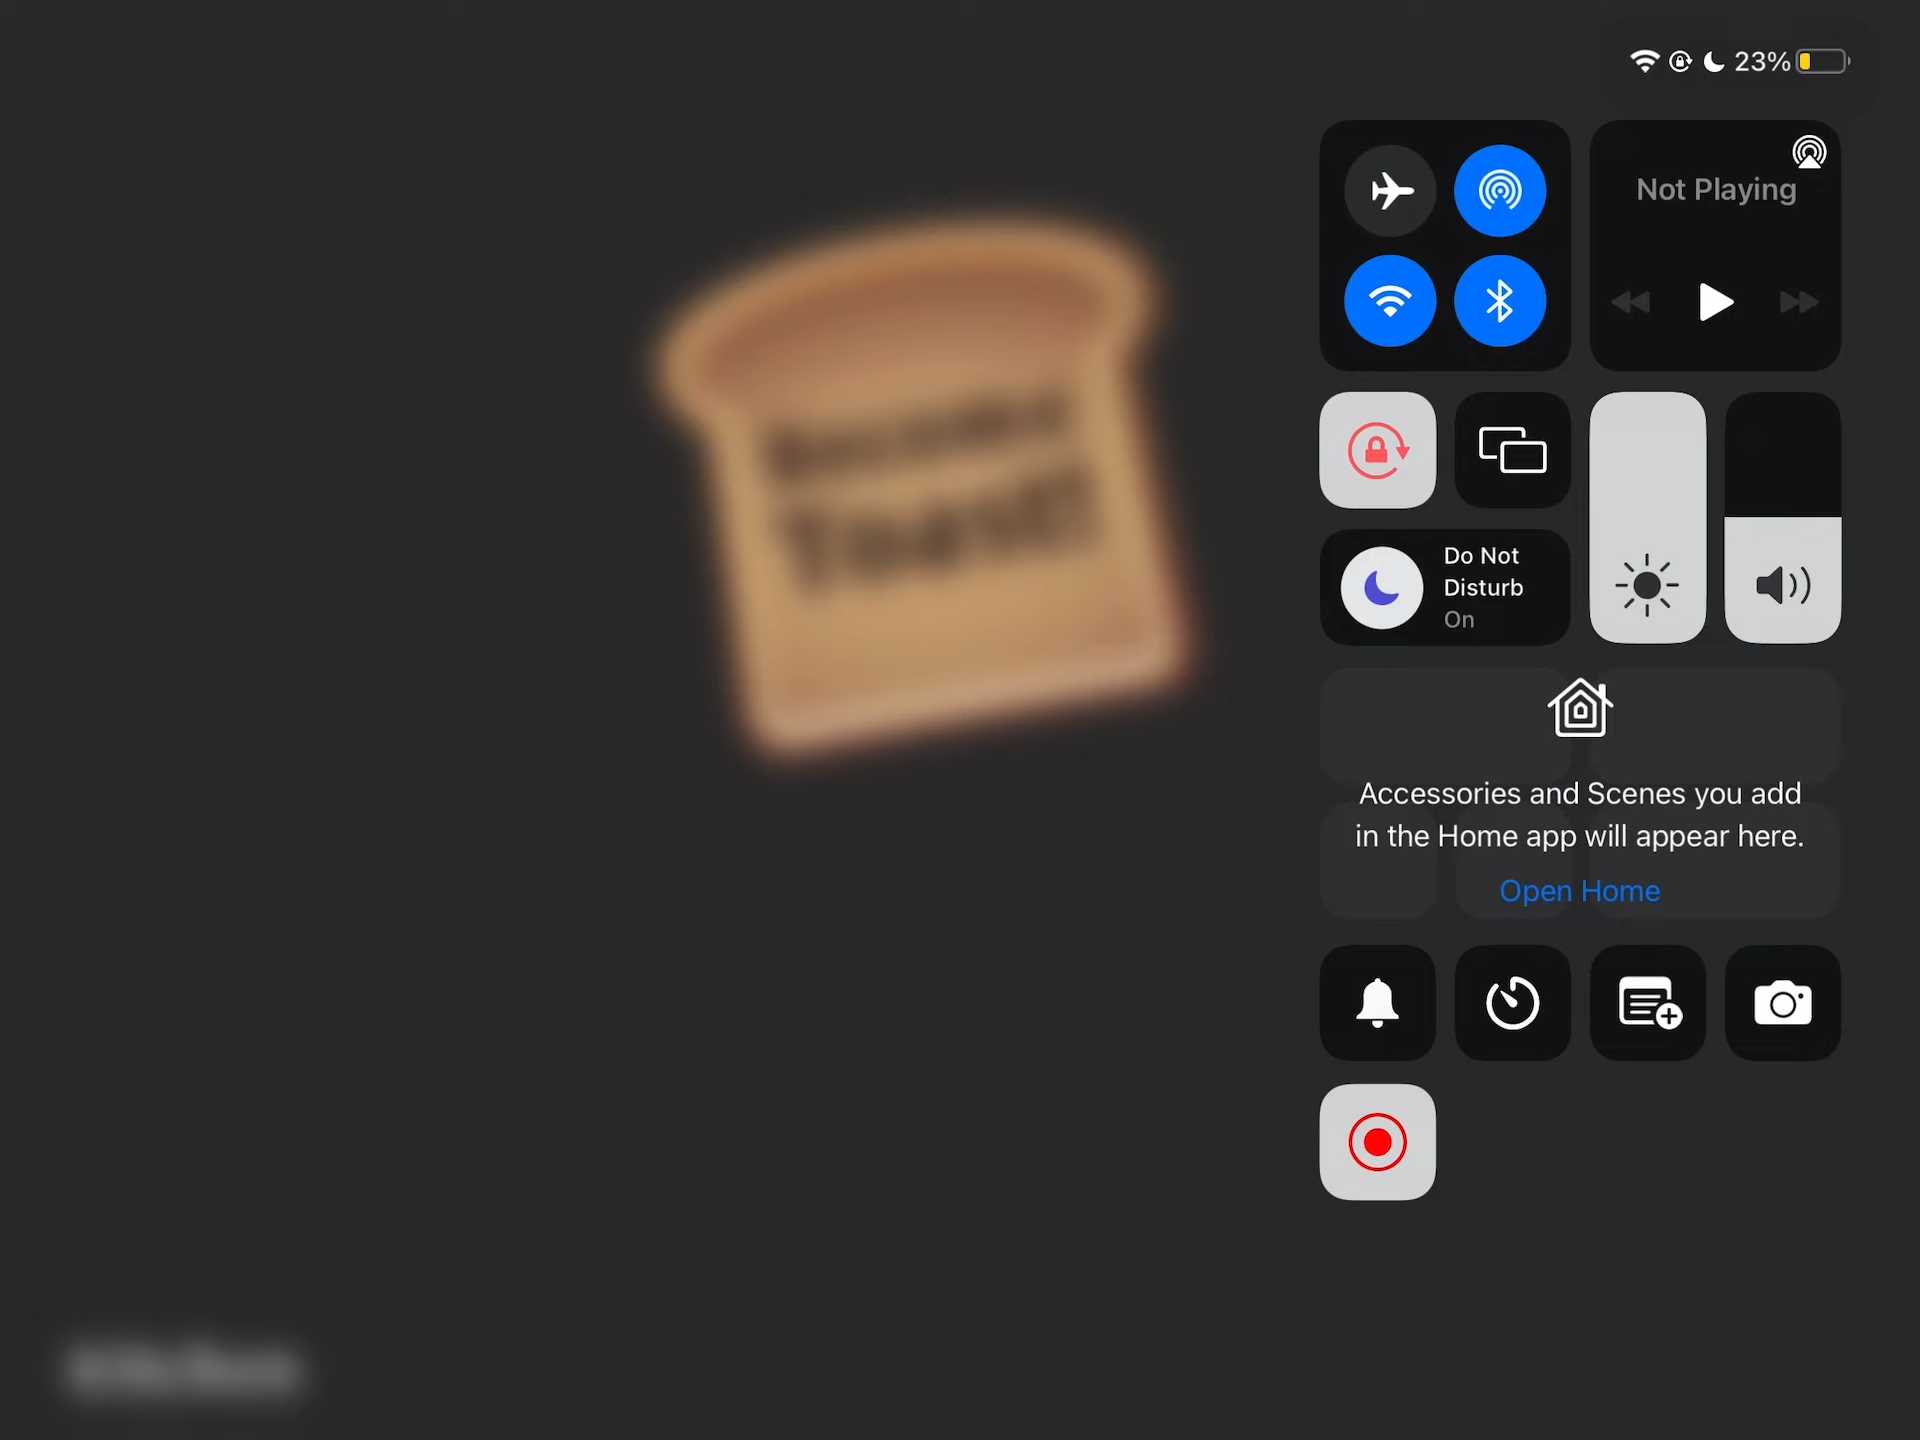 23%
Not Playing
Do Not
Disturb
On
Accessories and Scenes you add
in the Home app will appear here.
Open Home
Toast!